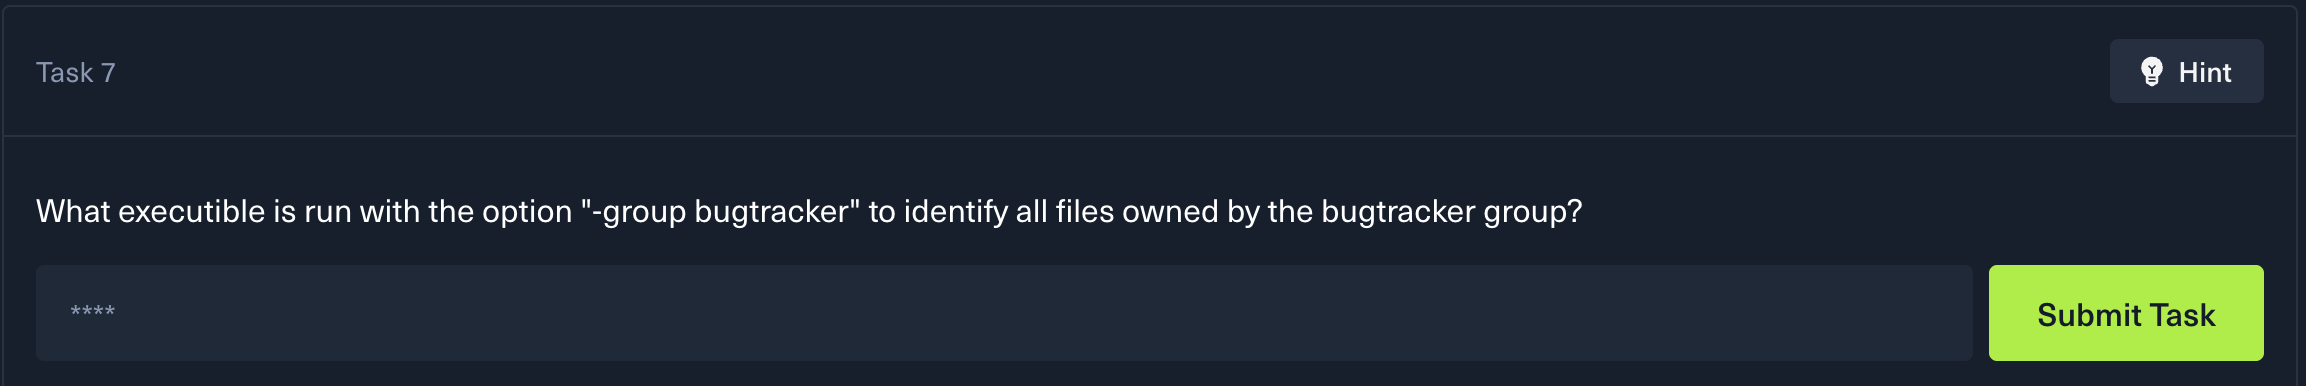 Task 7
Hint
What executible is run with the option "-group bugtracker" to identify all files owned by the bugtracker group?
****
Submit Task